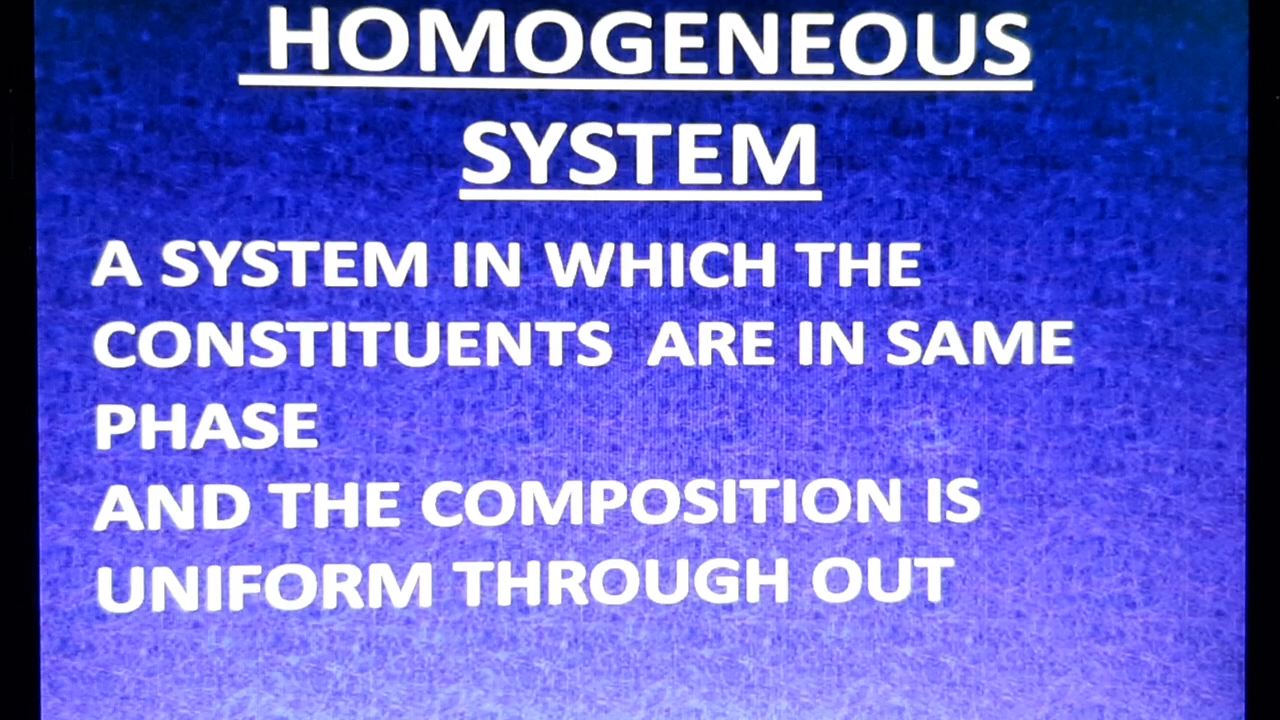 HOMOGENEOUS
SYSTEM
A SYSTEM IN WHICH THE
CONSTITUENTS ARE IN SAME
PHASE
AND THE COMPOSITION IS
UNIFORM THROUGH OUT